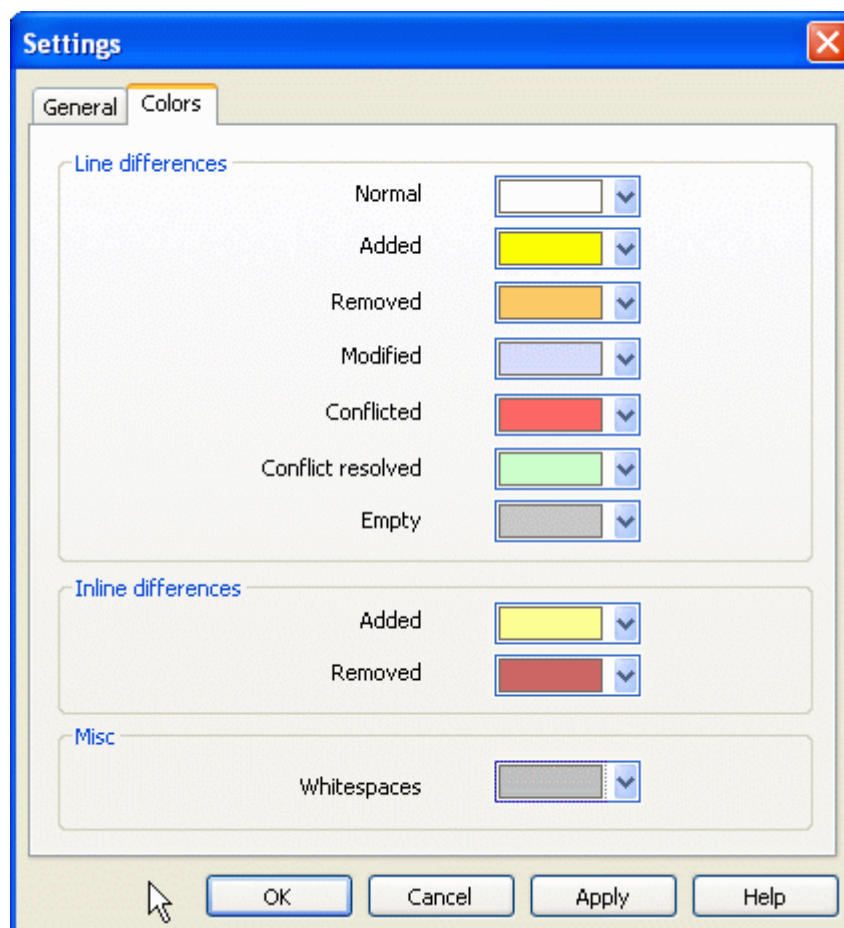 Settings
General Colors
Line differences
Normal
Added
Removed
Modified
Conflicted
Conflict resolved
Empty
Inline differences
Added
Removed
Misc
Whitespaces
OK Cancel Apply Help